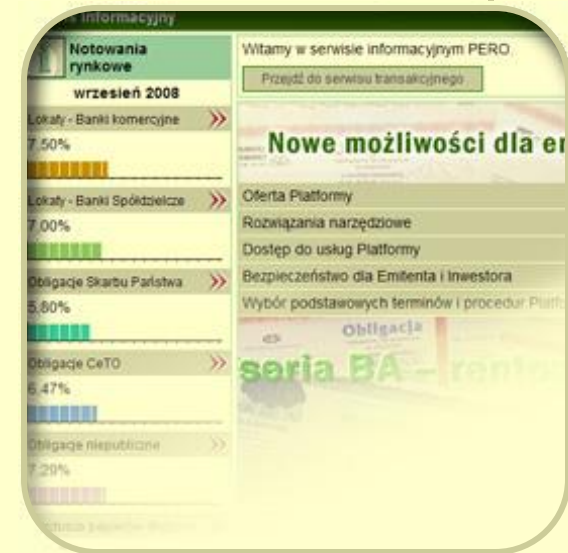 informacyjny
Notowania
rynkowe
wrzesień 2008
Lokaty - Banki komercyjne
7,50%
Lokaty - Banki Spółdzielcze
7,00%
Obligacje Skarbu Państwa
5,80%
Obligacje CeTO
6,47%
Obligacje niepubliczne
7,20%
Witamy w serwisie informacyjnym PERO
Przejdź do serwisu transakcyjnego
Nowe możliwości dla
Oferta Platformy
Rozwiązania narzędziowe
Dostęp do usług Platformy
Bezpieczeństwo dla Emitenta i Inwestora
Wybór podstawowych terminów i procedur
Obligacja
seria BA –